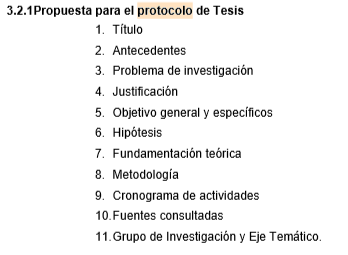 3.2.1Propuesta para el protocolo de Tesis
1. Título
2. Antecedentes
3. Problema de investigación
4. Justificación
5. Objetivo general y específicos
6. Hipótesis
7. Fundamentación teórica
8. Metodología
9. Cronograma de actividades
10. Fuentes consultadas
11. Grupo de Investigación y Eje Temático.